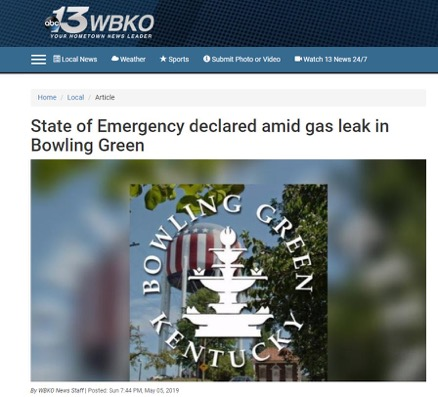 abc 13 WBKO
YOUR HOMETOWN NEWS LEADER
Local News Weather Sports Submit Photo or Video Watch 13 News 24/7
Home / Local / Article
State of Emergency declared amid gas leak in
Bowling Green
BOWLING GREEN
KENTUCKY
By WBKO News Staff | Posted: Sun 7:44 PM, May 05, 2019